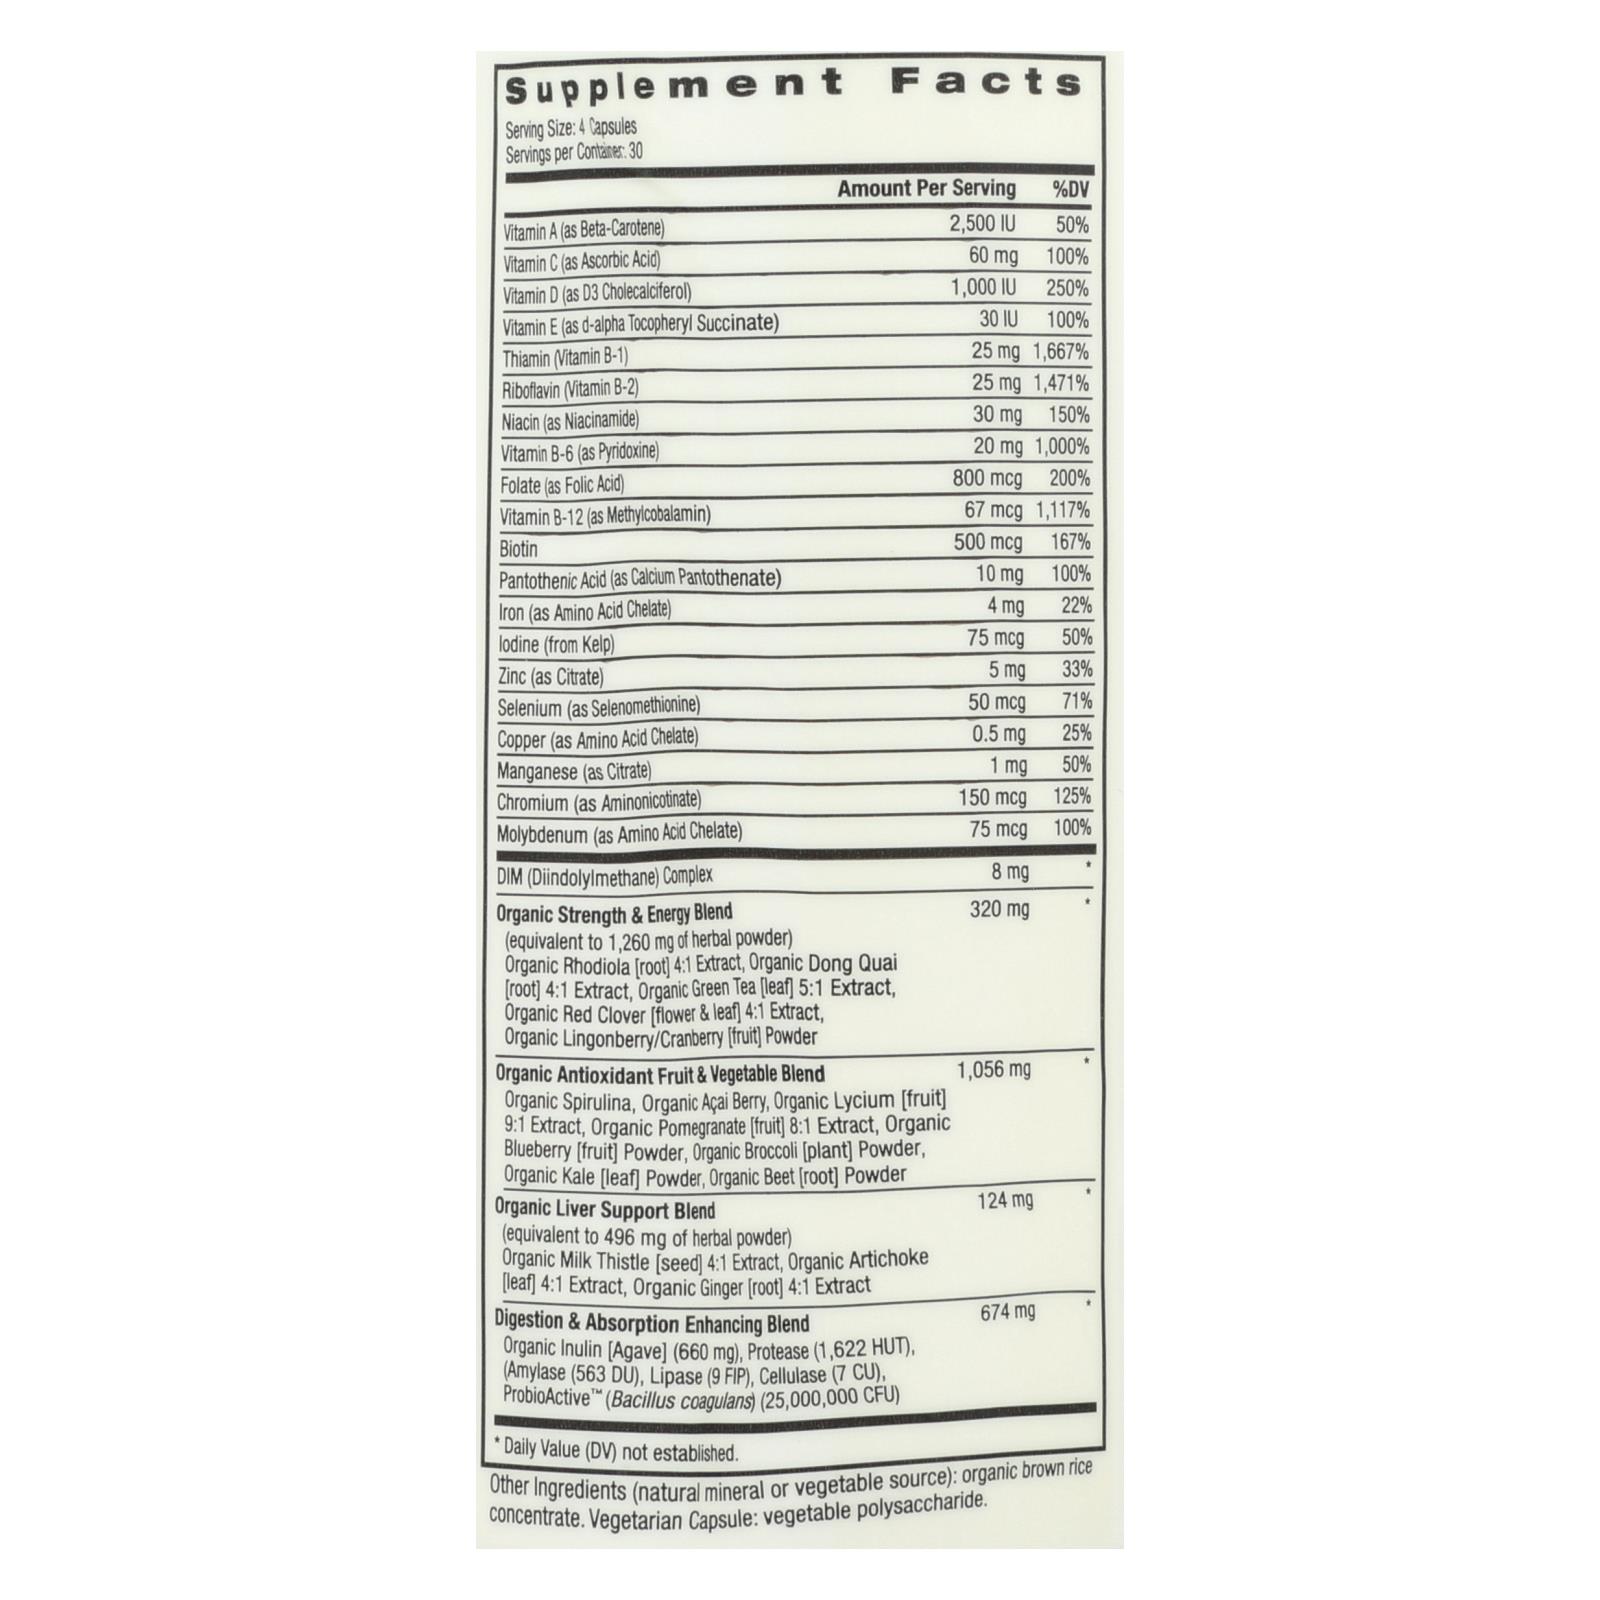 Supplement Facts
Serving Size: 4 Capsules
Servings per Container: 30
Amount Per Serving %DV
Vitamin A (as Beta-Carotene) 2,500 IU 50%
Vitamin C (as Ascorbic Acid) 60 mg 100%
Vitamin D (as D3 Cholecalciferol) 1,000 IU 250%
Vitamin E (as d-alpha Tocopheryl Succinate) 30 IU 100%
Thiamin (Vitamin B-1) 25 mg 1,667%
Riboflavin (Vitamin B-2) 25 mg 1,471%
Niacin (as Niacinamide) 30 mg 150%
Vitamin B-6 (as Pyridoxine) 20 mg 1,000%
Folate (as Folic Acid) 800 mcg 200%
Vitamin B-12 (as Methylcobalamin) 67 mcg 1,117%
Biotin 500 mcg 167%
Pantothenic Acid (as Calcium Pantothenate) 10 mg 100%
Iron (as Amino Acid Chelate) 4 mg 22%
Iodine (from Kelp) 75 mcg 50%
Zinc (as Citrate) 5 mg 33%
Selenium (as Selenomethionine) 50 mcg 71%
Copper (as Amino Acid Chelate) 0.5 mg 25%
Manganese (as Citrate) 1 mg 50%
Chromium (as Aminonicotinate) 150 mcg 125%
Molybdenum (as Amino Acid Chelate) 75 mcg 100%
DIM (Diindolylmethane) Complex 8 mg *
Organic Strength & Energy Blend 320 mg *
(equivalent to 1,260 mg of herbal powder)
Organic Rhodiola [root] 4:1 Extract, Organic Dong Quai
[root] 4:1 Extract, Organic Green Tea [leaf] 5:1 Extract,
Organic Red Clover [flower & leaf] 4:1 Extract,
Organic Lingonberry/Cranberry [fruit] Powder
Organic Antioxidant Fruit & Vegetable Blend 1,056 mg *
Organic Spirulina, Organic Açai Berry, Organic Lycium [fruit]
9:1 Extract, Organic Pomegranate [fruit] 8:1 Extract, Organic
Blueberry [fruit] Powder, Organic Broccoli [plant] Powder,
Organic Kale [leaf] Powder, Organic Beet [root] Powder
Organic Liver Support Blend 124 mg *
(equivalent to 496 mg of herbal powder)
Organic Milk Thistle [seed] 4:1 Extract, Organic Artichoke
[leaf] 4:1 Extract, Organic Ginger [root] 4:1 Extract
Digestion & Absorption Enhancing Blend 674 mg *
Organic Inulin [Agave] (660 mg), Protease (1,622 HUT),
(Amylase (563 DU), Lipase (9 FIP), Cellulase (7 CU),
ProbioActive™ (Bacillus coagulans) (25,000,000 CFU)
* Daily Value (DV) not established.
Other Ingredients (natural mineral or vegetable source): organic brown rice
concentrate. Vegetarian Capsule: vegetable polysaccharide.